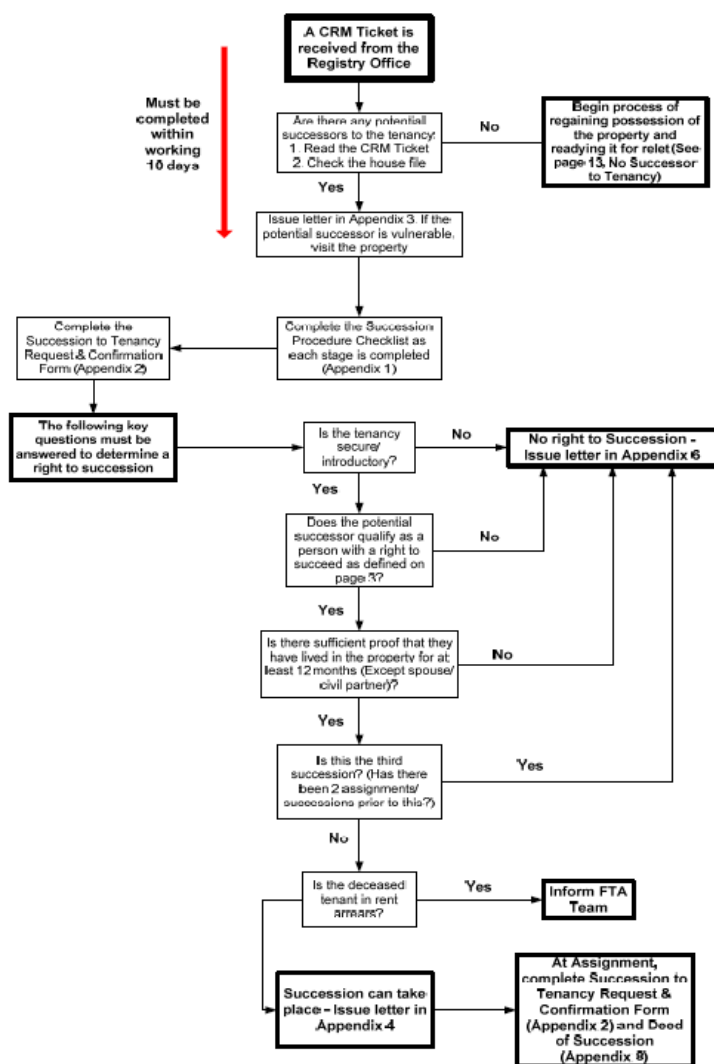 A CRM Ticket is
received from the
Registry Office
Must be
completed
within
working
10 days
Are there any potential
successors to the tenancy:
1. Read the CRM Ticket
2. Check the house file
No
Begin process of
regaining possession
of the property and
readying it for relet (See
page 13, No Successor
to Tenancy)
Yes
Issue letter in Appendix 3. If the
potential successor is vulnerable,
visit the property
Complete the
Succession to Tenancy
Request & Confirmation
Form (Appendix 2)
Complete the Succession
Procedure Checklist as
each stage is completed
(Appendix 1)
The following key
questions must be
answered to determine a
right to succession
Is the tenancy
secure/
introductory?
No
No right to Succession -
Issue letter in Appendix 6
Yes
Does the potential
successor qualify as a
person with a right to
succeed as defined on
page ?
No
Yes
Is there sufficient proof that they
have lived in the property for at
least 12 months (Except spouse/
civil partner)?
No
Yes
Is this the third
succession? (Has there
been 2 assignments/
successions prior to this?)
Yes
No
Is the deceased
tenant in rent
arrears?
Yes
Inform FTA
Team
Succession can take
place - Issue letter in
Appendix 4
At Assignment,
complete Succession to
Tenancy Request &
Confirmation Form
(Appendix 2) and Deed
of Succession
(Appendix 8)